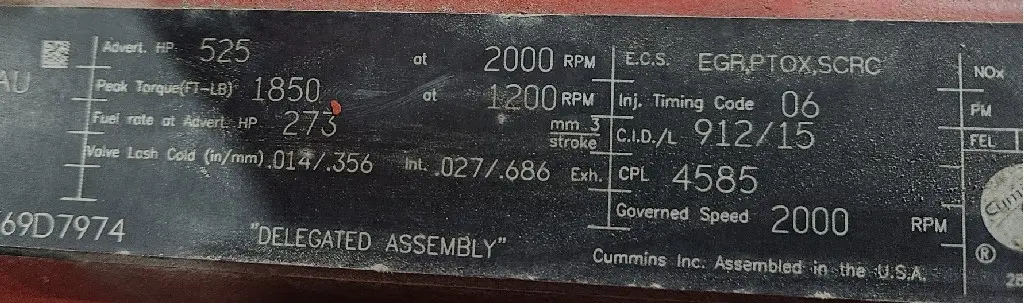 AU
Advert. HP 525 at 2000 RPM
Peak Torque(FT-LB) 1850 at 1200 RPM
Fuel rate at Advert. HP 273 mm 3 stroke
Valve Lash Cold (in/mm) .014/.356 Int. .027/.686 Exh.
69D7974
"DELEGATED ASSEMBLY"
E.C.S. EGR,PTOX,SCRC
Inj. Timing Code 06
C.I.D./L 912/15
CPL 4585
Governed Speed 2000 RPM
Cummins Inc. Assembled in the U.S.A.
NOx
PM
FEL
®
28